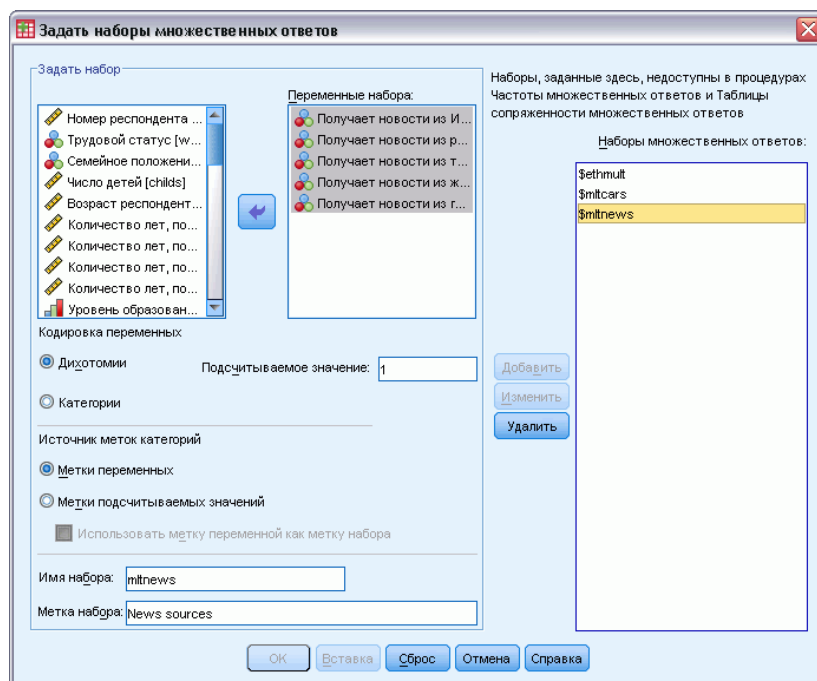 Задать наборы множественных ответов
Задать набор
Номер респондента ...
Трудовой статус [w...
Семейное положени...
Число детей [childs]
Возраст респондент...
Количество лет, по...
Количество лет, по...
Количество лет, по...
Количество лет, по...
Уровень образован...
Переменные набора:
Получает новости из И...
Получает новости из р...
Получает новости из т...
Получает новости из ж...
Получает новости из г...
Кодировка переменных
Дихотомии
Подсчитываемое значение:
1
Категории
Источник меток категорий
Метки переменных
Метки подсчитываемых значений
Использовать метку переменной как метку набора
Имя набора:
mltnews
Метка набора:
News sources
Наборы, заданные здесь, недоступны в процедурах
Частоты множественных ответов и Таблицы
сопряженности множественных ответов
Наборы множественных ответов:
$ethmult
$mltcars
$mltnews
Добавить
Изменить
Удалить
OK
Вставка
Сброс
Отмена
Справка